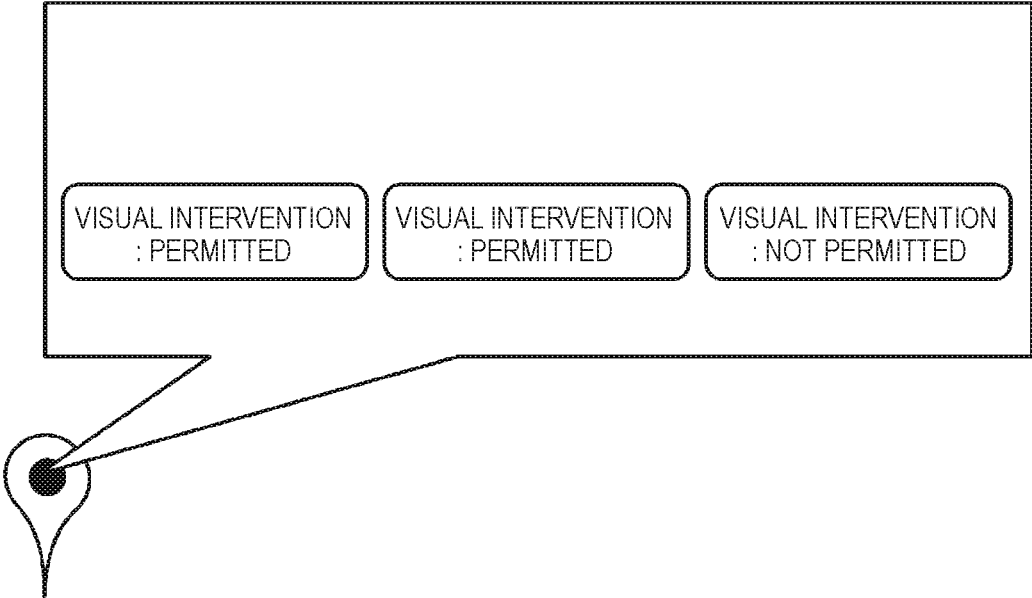 VISUAL INTERVENTION
: PERMITTED
VISUAL INTERVENTION
: PERMITTED
VISUAL INTERVENTION
: NOT PERMITTED